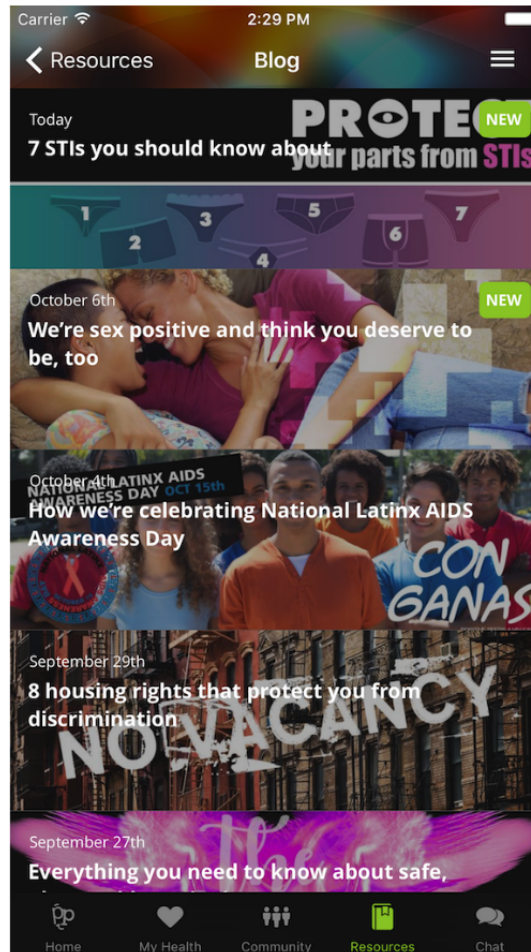 Carrier
2:29 PM
Resources
Blog
Today
NEW
PROTECT
7 STIs you should know about
your parts from STIs
1
2
3
4
5
6
7
October 6th
NEW
We're sex positive and think you deserve to
be, too
October 4th
NATIONAL LATINX AIDS
AWARENESS DAY OCT 15th
How we're celebrating National Latinx AIDS
Awareness Day
CON
GANAS
September 29th
8 housing rights that protect you from
discrimination
NO VACANCY
September 27th
the
Everything you need to know about safe,
Home
My Health
Community
Resources
Chat